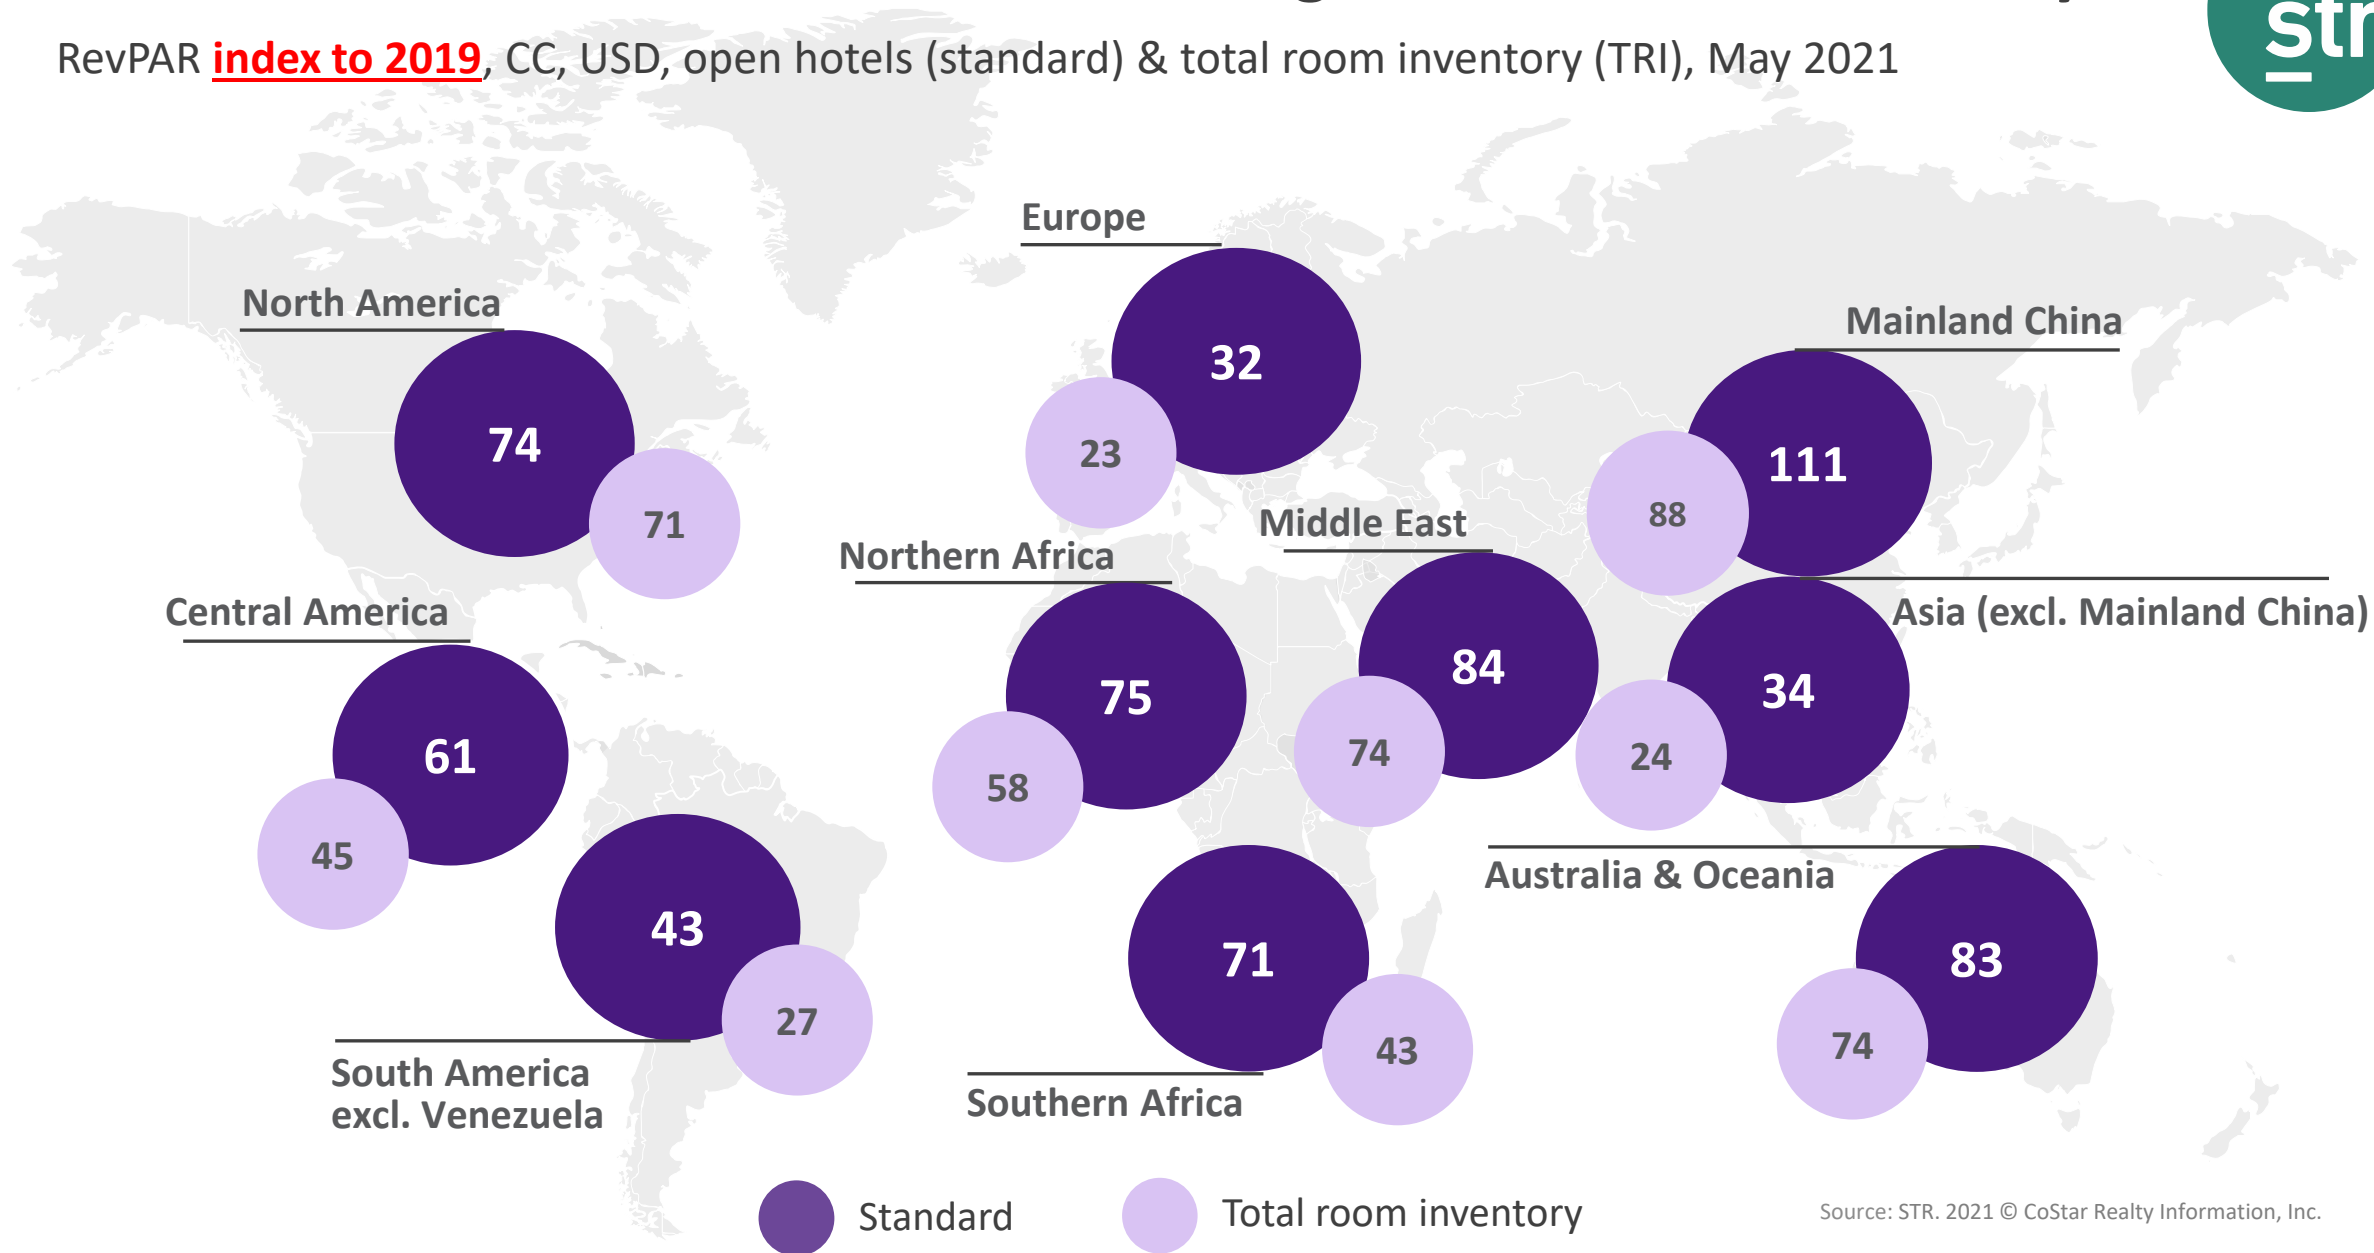 RevPAR index to 2019, CC, USD, open hotels (standard) & total room inventory (TRI), May 2021
str
Europe
32
23
North America
74
71
Mainland China
111
88
Middle East
84
74
Northern Africa
75
58
Asia (excl. Mainland China)
34
24
Central America
61
45
Australia & Oceania
83
74
43
27
South America
excl. Venezuela
71
43
Southern Africa
Standard
Total room inventory
Source: STR. 2021 © CoStar Realty Information, Inc.